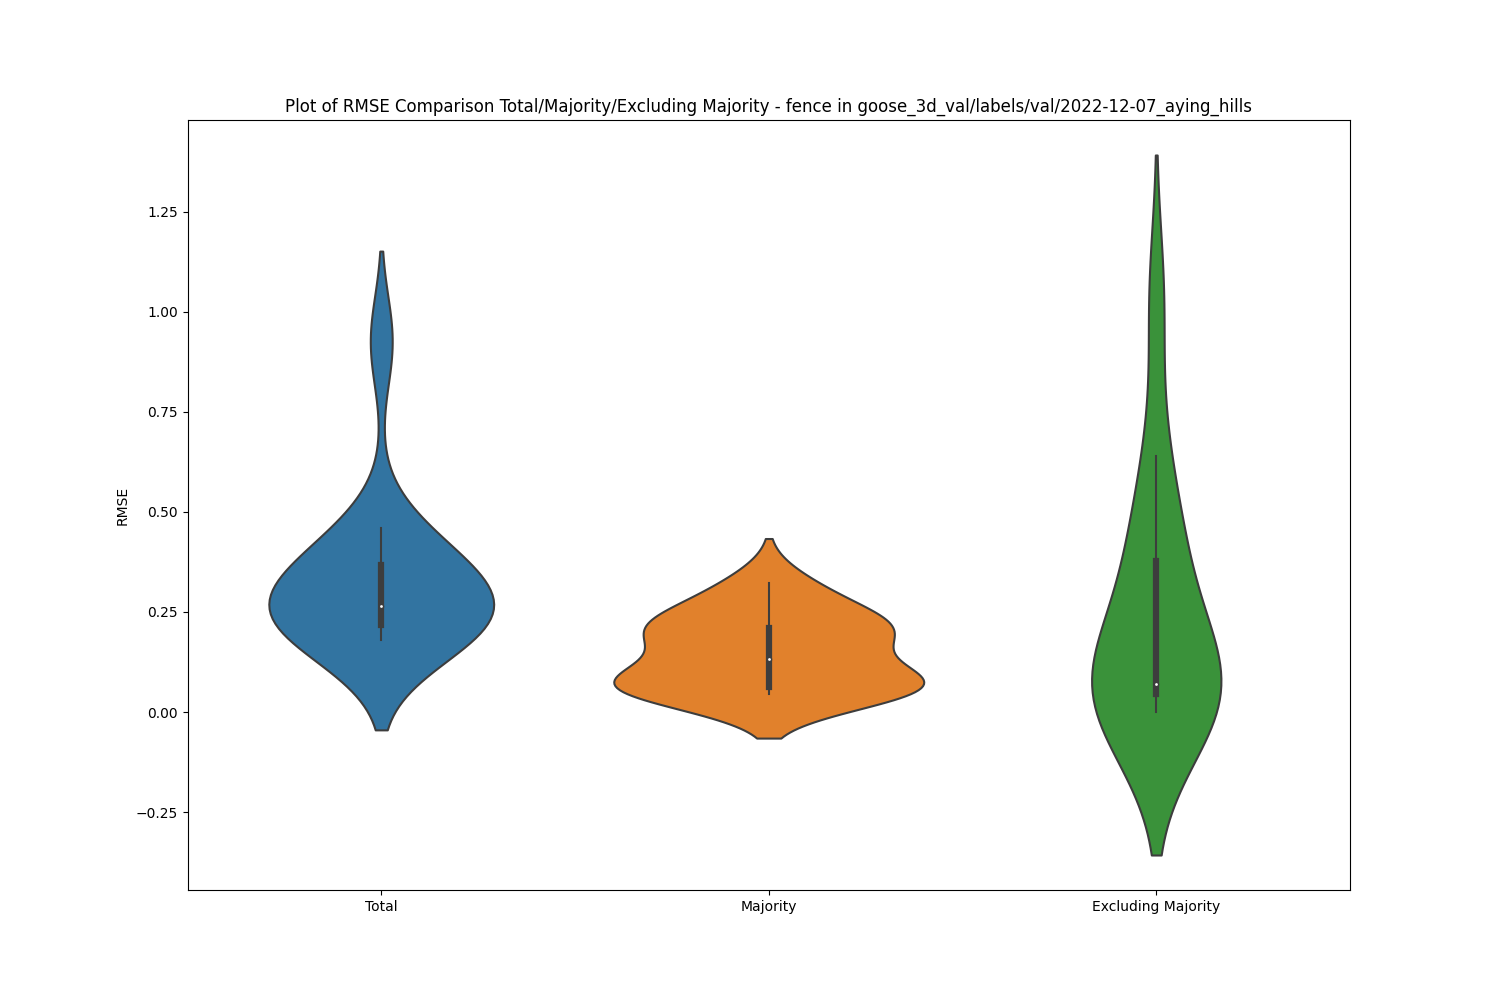 Plot of RMSE Comparison Total/Majority/Excluding Majority - fence in goose_3d_val/labels/val/2022-12-07_aying_hills
1.25
1.00
0.75
0.50
0.25
0.00
−0.25
RMSE
Total
Majority
Excluding Majority